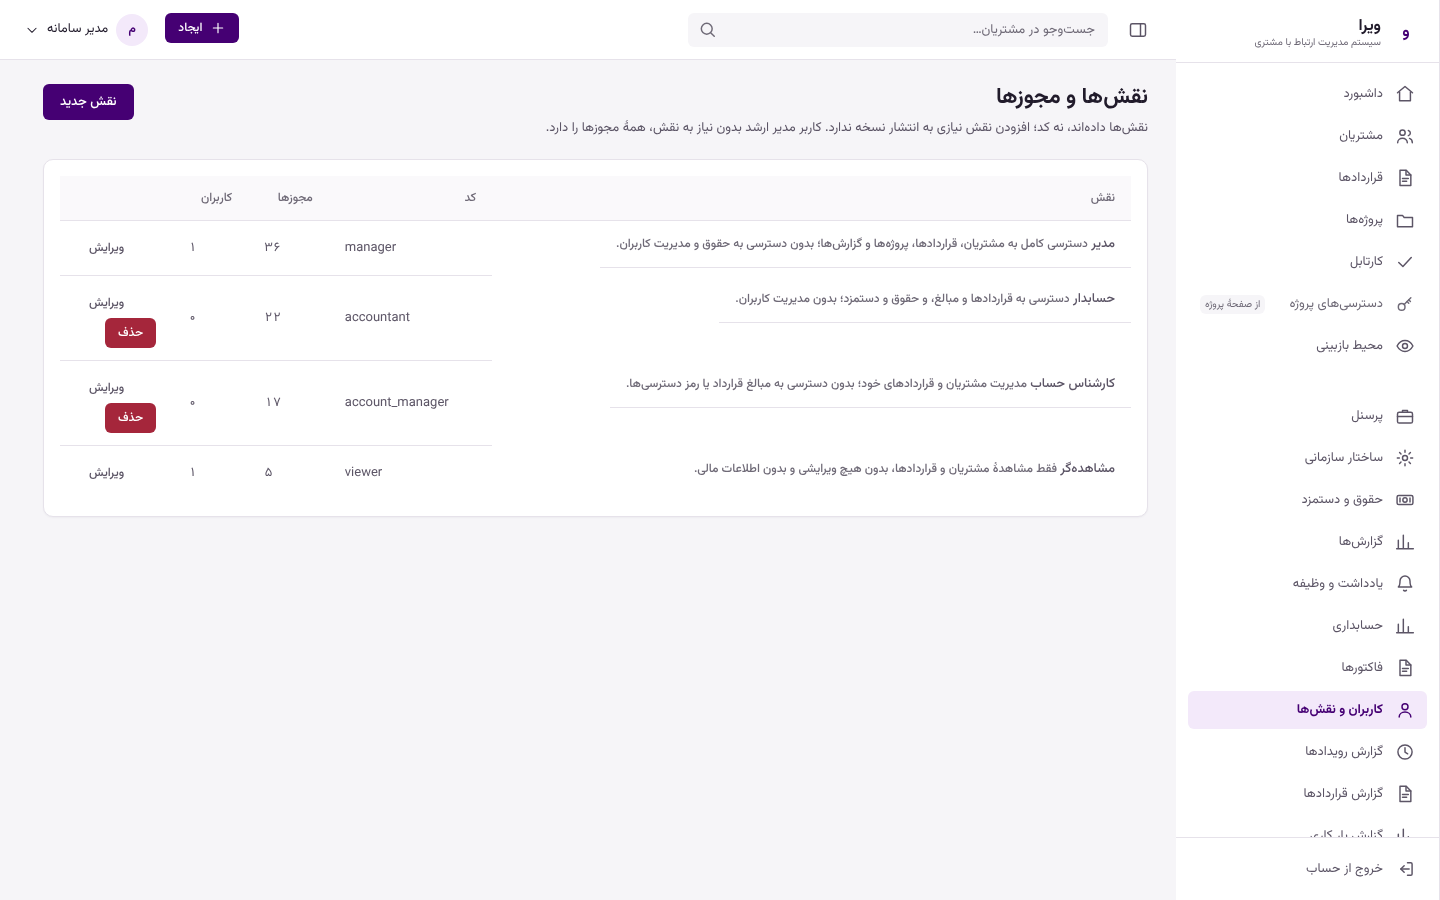 ویرا
سیستم مدیریت ارتباط با مشتری
و
جست‌وجو در مشتریان...
ایجاد
م
مدیر سامانه
داشبورد
مشتریان
قراردادها
پروژه‌ها
کارتابل
دسترسی‌های پروژه
از صفحهٔ پروژه
محیط بازبینی
پرسنل
ساختار سازمانی
حقوق و دستمزد
گزارش‌ها
یادداشت و وظیفه
حسابداری
فاکتورها
کاربران و نقش‌ها
گزارش رویدادها
گزارش قراردادها
گزارش بار کاری
خروج از حساب
نقش‌ها و مجوزها
نقش‌ها داده‌اند، نه کد؛ افزودن نقش نیازی به انتشار نسخه ندارد. کاربر مدیر ارشد بدون نیاز به نقش، همهٔ مجوزها را دارد.
نقش جدید
نقش کد مجوزها کاربران
مدیر دسترسی کامل به مشتریان، قراردادها، پروژه‌ها و گزارش‌ها؛ بدون دسترسی به حقوق و مدیریت کاربران. manager ۳۶ ۱ ویرایش
حسابدار دسترسی به قراردادها و مبالغ، و حقوق و دستمزد؛ بدون مدیریت کاربران. accountant ۲۲ ۰ ویرایش
حذف
کارشناس حساب مدیریت مشتریان و قراردادهای خود؛ بدون دسترسی به مبالغ قرارداد یا رمز دسترسی‌ها. account_manager ۱۷ ۰ ویرایش
حذف
مشاهده‌گر فقط مشاهدهٔ مشتریان و قراردادها، بدون هیچ ویرایشی و بدون اطلاعات مالی. viewer ۵ ۱ ویرایش